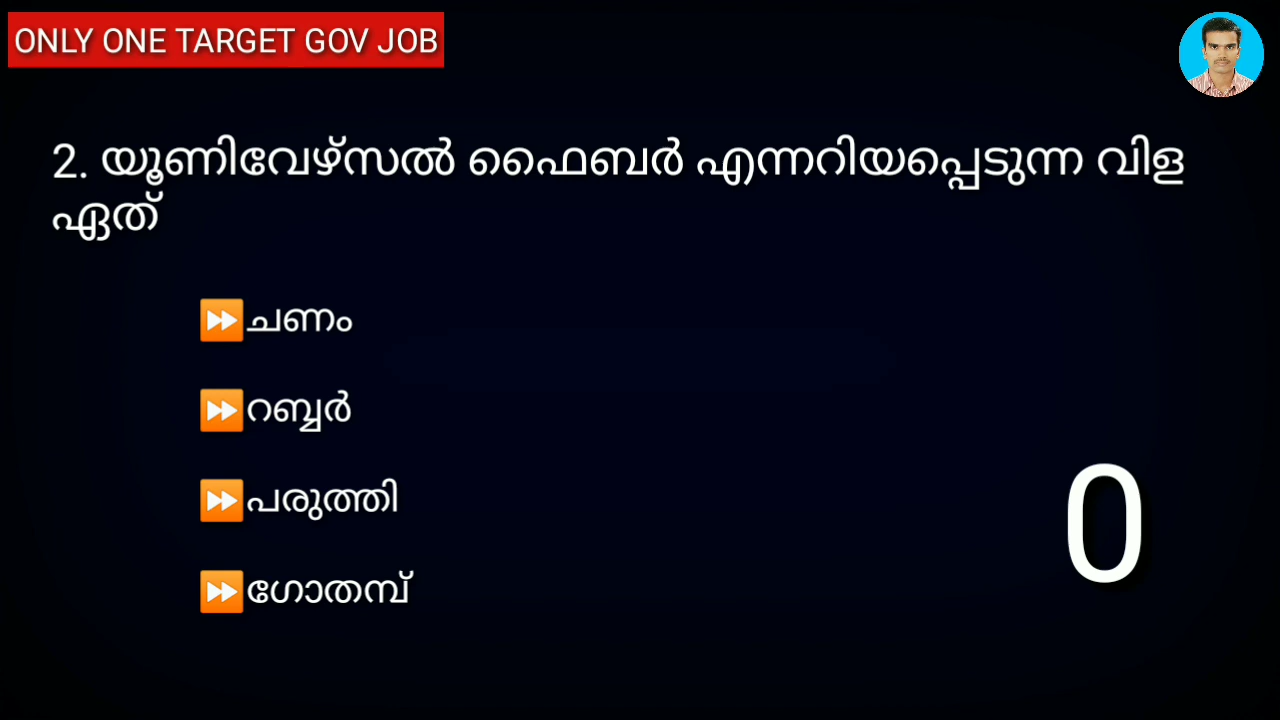 ONLY ONE TARGET GOV JOB
2. യൂണിവേഴ്സൽ ഫൈബർ എന്നറിയപ്പെടുന്ന വിള
ഏത്
⏩ചണം
⏩റബ്ബർ
⏩പരുത്തി
⏩ഗോതമ്പ്
0